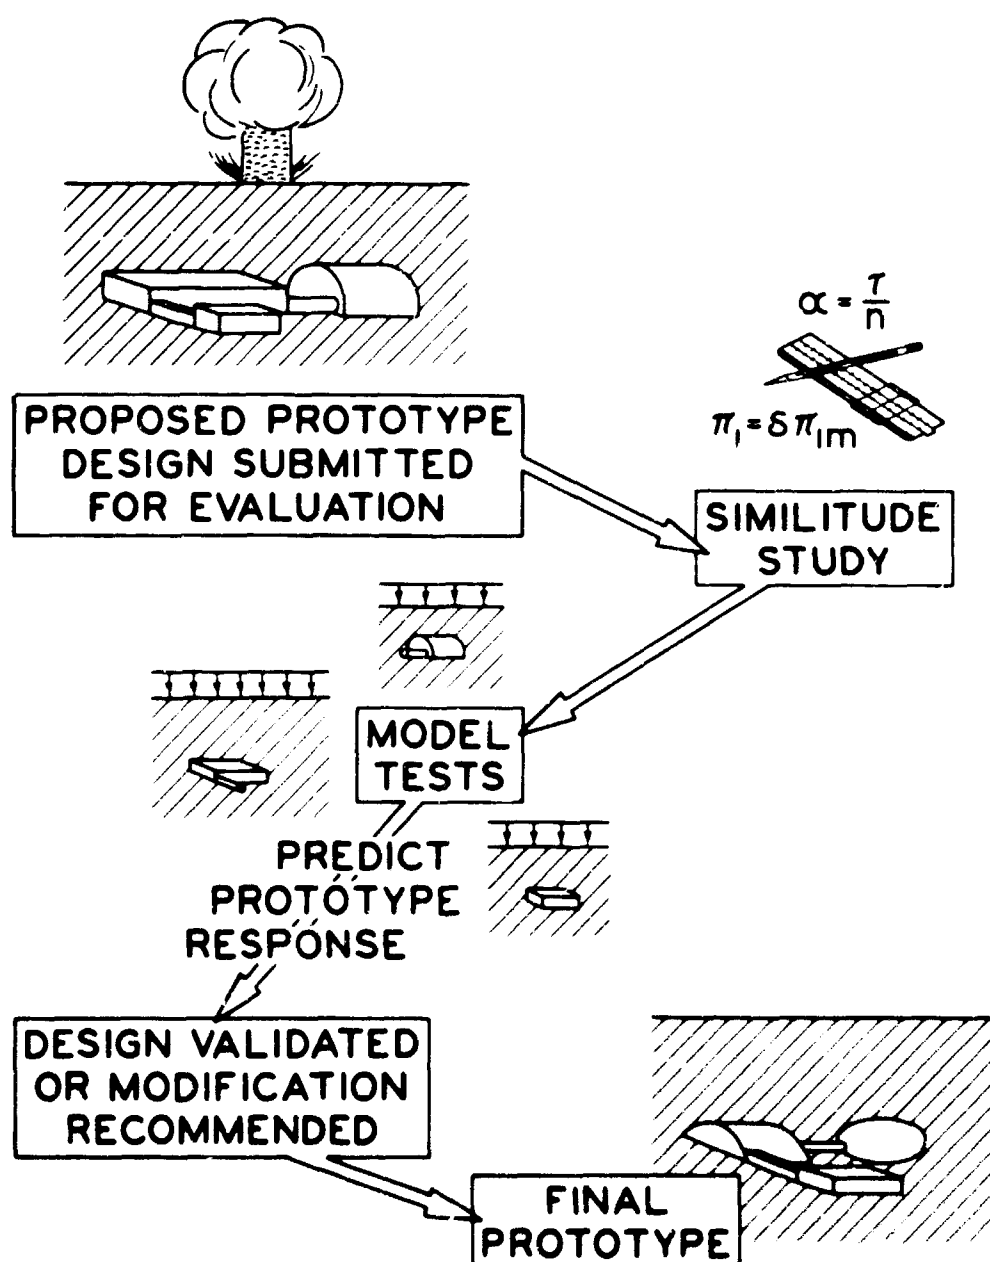 α = τ/n
π₁ = δ π₁ₘ
PROPOSED PROTOTYPE
DESIGN SUBMITTED
FOR EVALUATION
SIMILITUDE
STUDY
MODEL
TESTS
PREDICT
PROTOTYPE
RESPONSE
DESIGN VALIDATED
OR MODIFICATION
RECOMMENDED
FINAL
PROTOTYPE